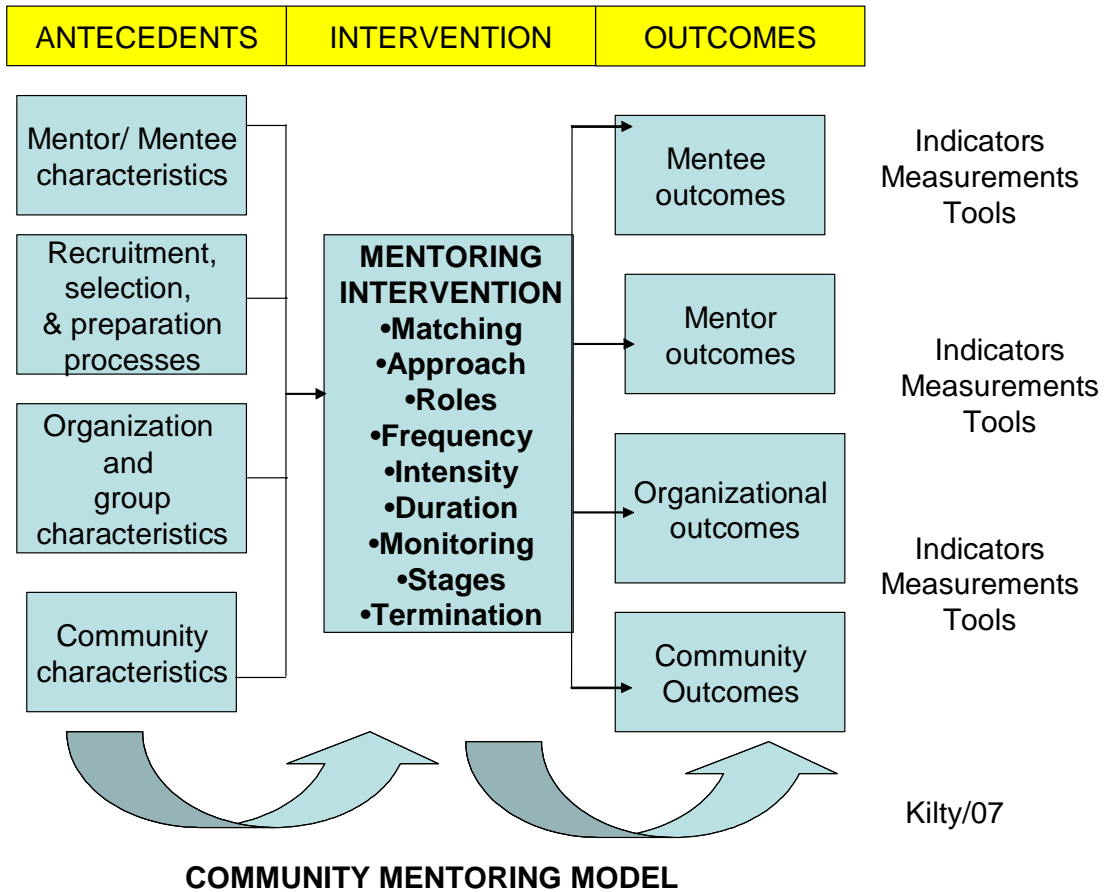 ANTECEDENTS
INTERVENTION
OUTCOMES
Mentor/ Mentee
characteristics
Recruitment,
selection,
& preparation
processes
Organization
and
group
characteristics
Community
characteristics
MENTORING
INTERVENTION
•Matching
•Approach
•Roles
•Frequency
•Intensity
•Duration
•Monitoring
•Stages
•Termination
Mentee
outcomes
Mentor
outcomes
Organizational
outcomes
Community
Outcomes
Indicators
Measurements
Tools
Indicators
Measurements
Tools
Indicators
Measurements
Tools
Kilty/07
COMMUNITY MENTORING MODEL